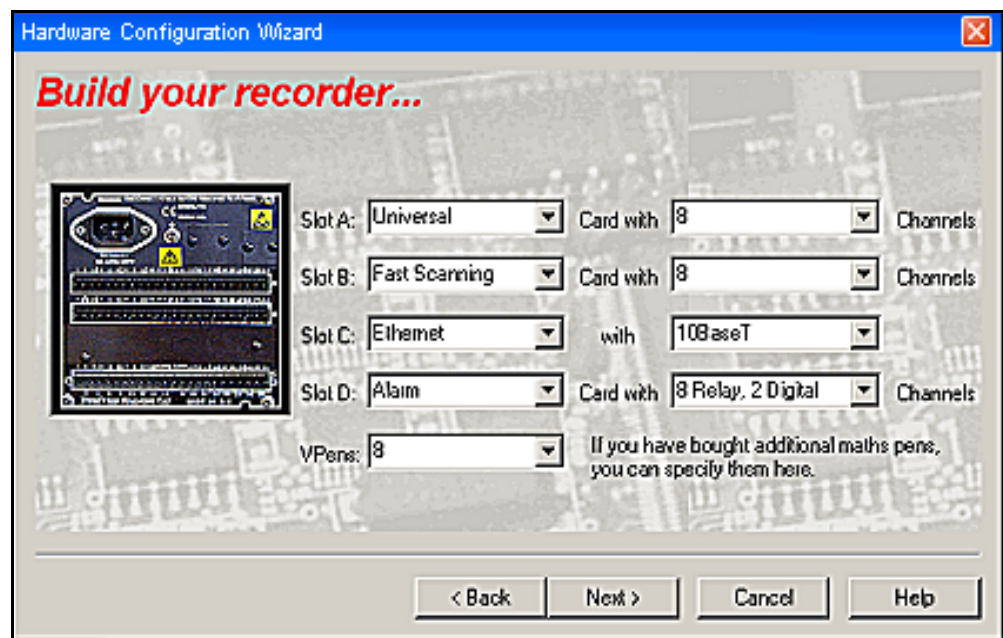 Hardware Configuration Wizard
Build your recorder...
Slot A: Universal Card with 8 Channels
Slot B: Fast Scanning Card with 8 Channels
Slot C: Ethernet with 10BaseT
Slot D: Alarm Card with 8 Relay, 2 Digital Channels
VPens: 8 If you have bought additional maths pens,
you can specify them here.
< Back Next > Cancel Help